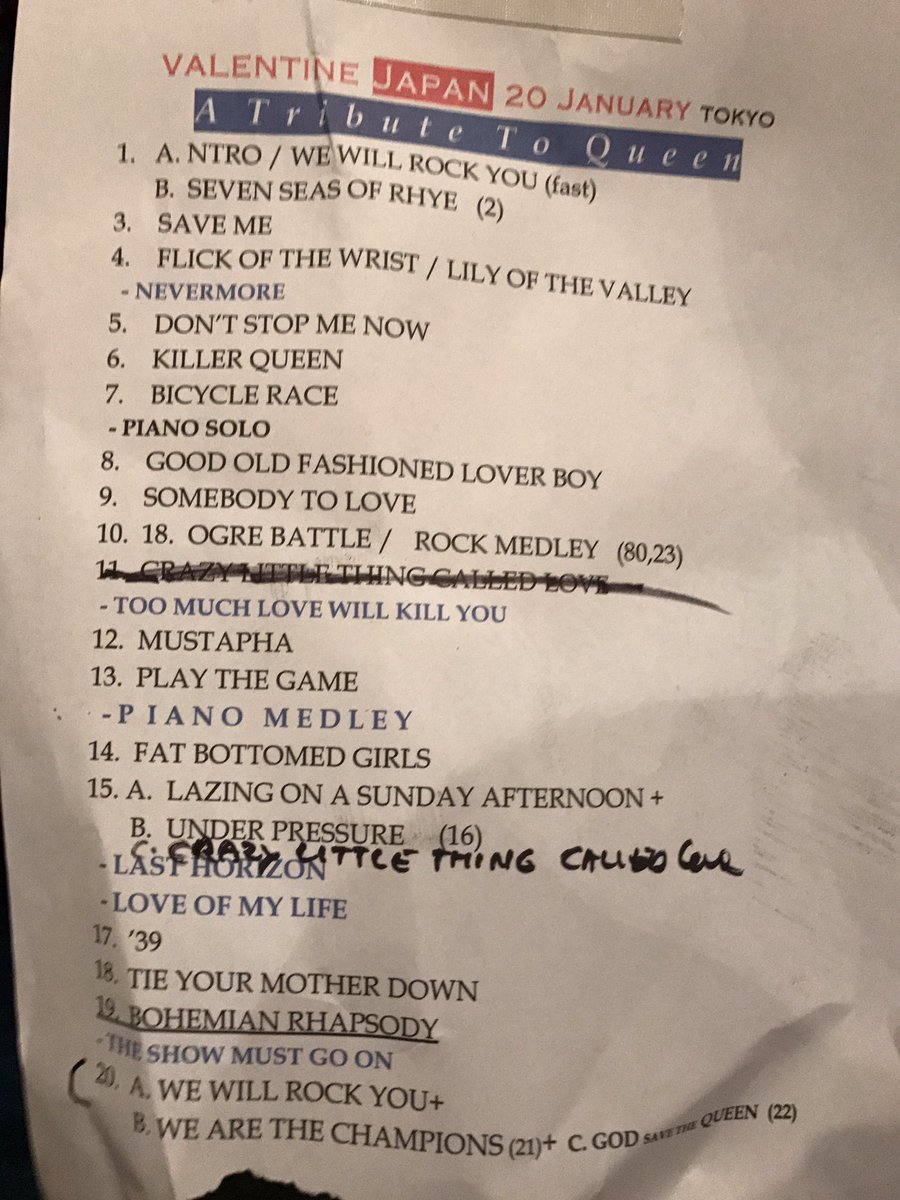 VALENTINE JAPAN 20 JANUARY TOKYO
A Tribute To Queen
1. A. NTRO / WE WILL ROCK YOU (fast)
B. SEVEN SEAS OF RHYE (2)
3. SAVE ME
4. FLICK OF THE WRIST / LILY OF THE VALLEY
- NEVERMORE
5. DON'T STOP ME NOW
6. KILLER QUEEN
7. BICYCLE RACE
- PIANO SOLO
8. GOOD OLD FASHIONED LOVER BOY
9. SOMEBODY TO LOVE
10. 18. OGRE BATTLE / ROCK MEDLEY (80,23)
11. CRAZY LITTLE THING CALLED LOVE
- TOO MUCH LOVE WILL KILL YOU
12. MUSTAPHA
13. PLAY THE GAME
- PIANO MEDLEY
14. FAT BOTTOMED GIRLS
15. A. LAZING ON A SUNDAY AFTERNOON +
B. UNDER PRESSURE (16)
C. CRAZY LITTLE THING CALLED LOVE
- LAST HORIZON
- LOVE OF MY LIFE
17. '39
18. TIE YOUR MOTHER DOWN
19. BOHEMIAN RHAPSODY
- THE SHOW MUST GO ON
( 20. A. WE WILL ROCK YOU+
B. WE ARE THE CHAMPIONS (21)+ C. GOD SAVE THE QUEEN (22)